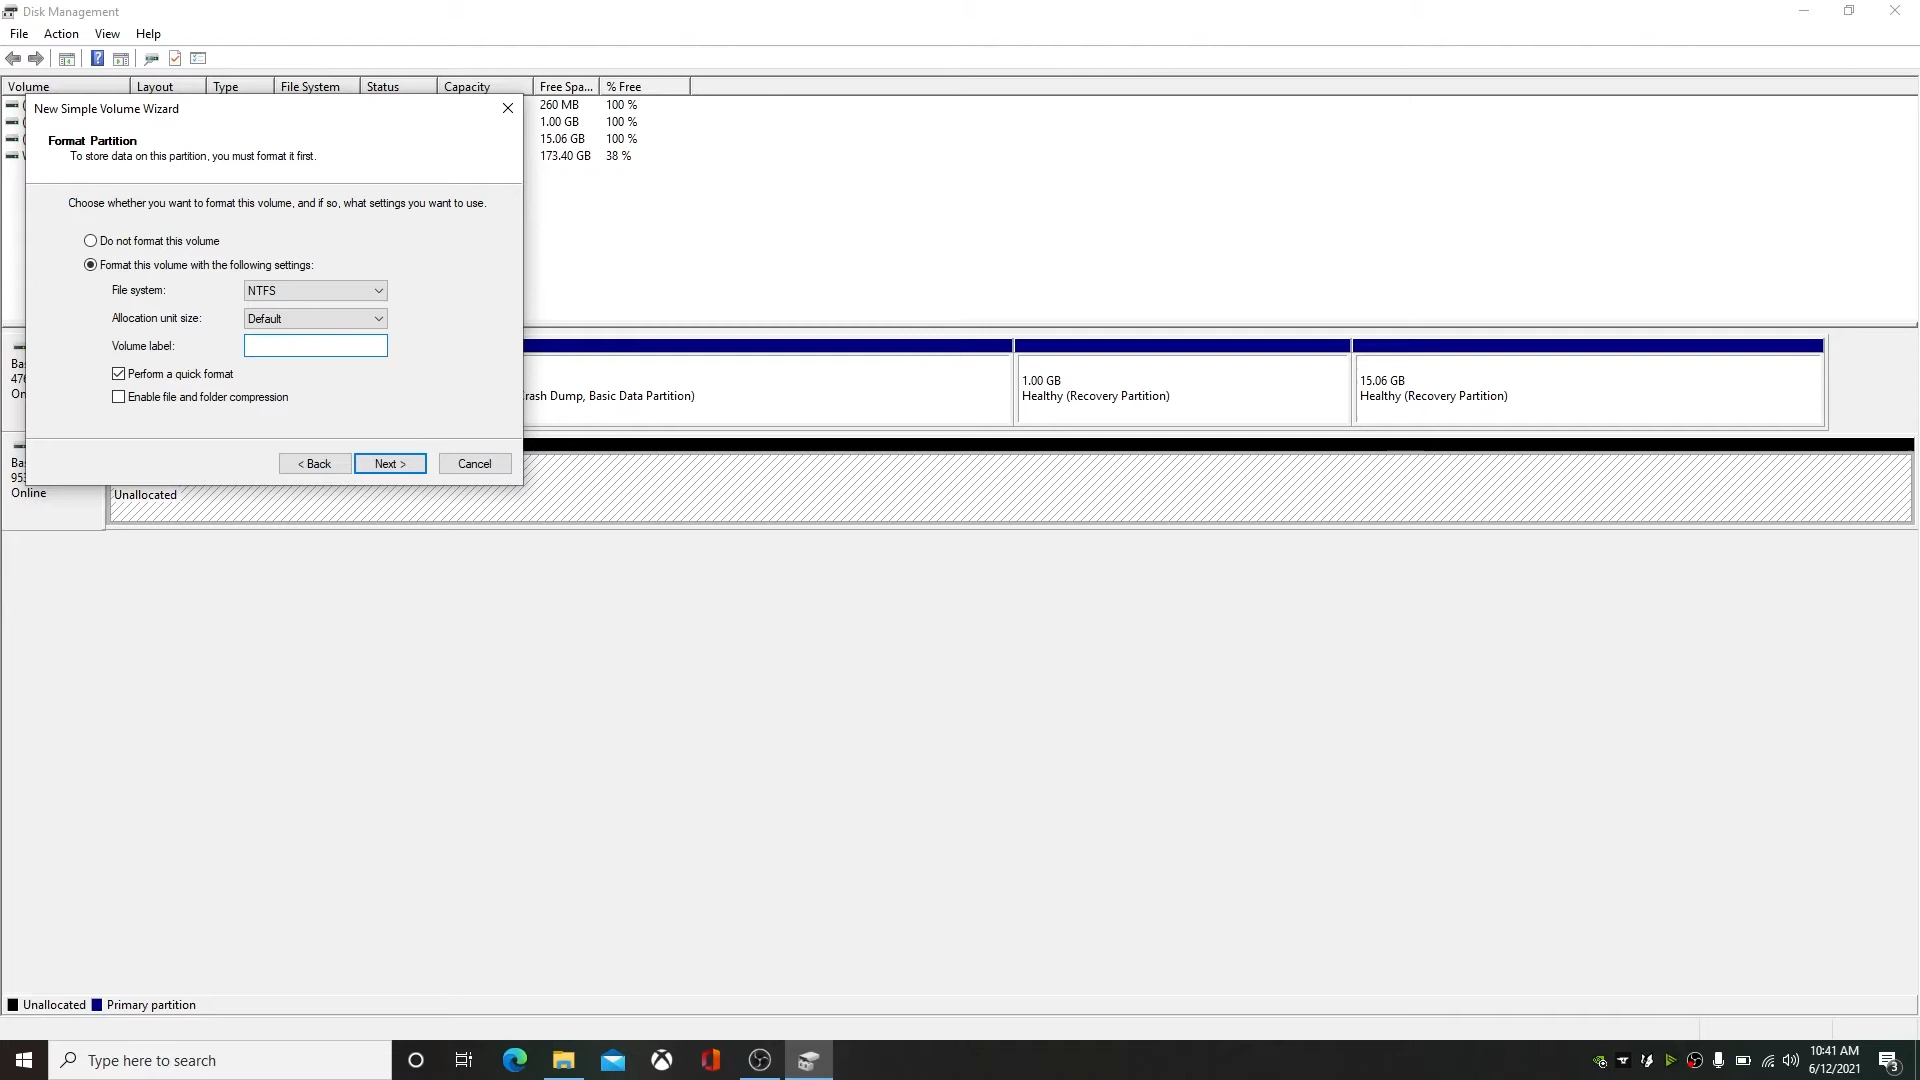 Disk Management
File Action View Help
Volume Layout Type File System Status Capacity Free Spa... % Free
260 MB 100 %
1.00 GB 100 %
15.06 GB 100 %
173.40 GB 38 %
New Simple Volume Wizard
Format Partition
To store data on this partition, you must format it first.
Choose whether you want to format this volume, and if so, what settings you want to use.
Do not format this volume
Format this volume with the following settings:
File system: NTFS
Allocation unit size: Default
Volume label:
Perform a quick format
Enable file and folder compression
< Back Next > Cancel
Crash Dump, Basic Data Partition)
1.00 GB
Healthy (Recovery Partition)
15.06 GB
Healthy (Recovery Partition)
Online
Unallocated
Unallocated Primary partition
Type here to search
10:41 AM
6/12/2021
3